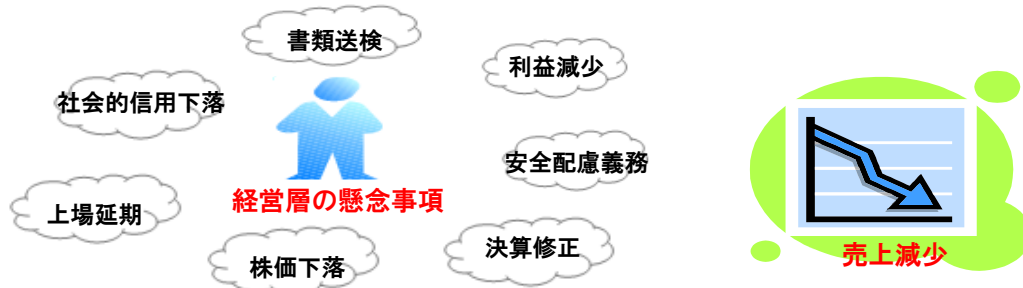 書類送検
利益減少
社会的信用下落
安全配慮義務
経営層の懸念事項
上場延期
決算修正
株価下落
売上減少